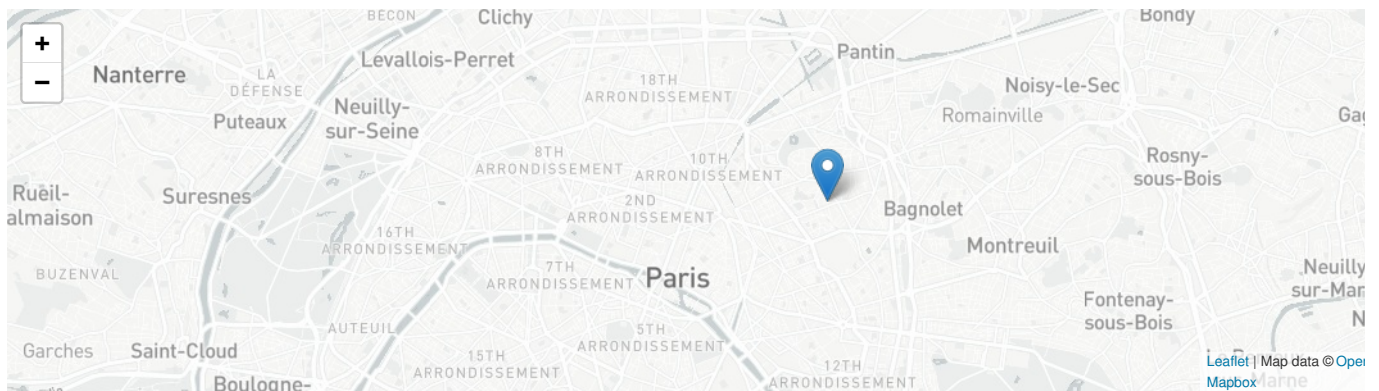 +
−
BECON
Clichy
Bondy
Pantin
Levallois-Perret
Nanterre
LA
DÉFENSE
18TH
ARRONDISSEMENT
Noisy-le-Sec
Neuilly-
sur-Seine
Puteaux
Romainville
8TH
ARRONDISSEMENT
10TH
ARRONDISSEMENT
Rosny-
sous-Bois
Rueil-
almaison
Suresnes
2ND
ARRONDISSEMENT
Bagnolet
16TH
ARRONDISSEMENT
Montreuil
BUZENVAL
7TH
ARRONDISSEMENT
Paris
Neuilly
sur-Mar
Fontenay-
sous-Bois
AUTEUIL
5TH
ARRONDISSEMENT
Garches
Saint-Cloud
15TH
ARRONDISSEMENT
12TH
ARRONDISSEMENT
Boulogne-
Leaflet | Map data © Oper
Mapbox
Marne